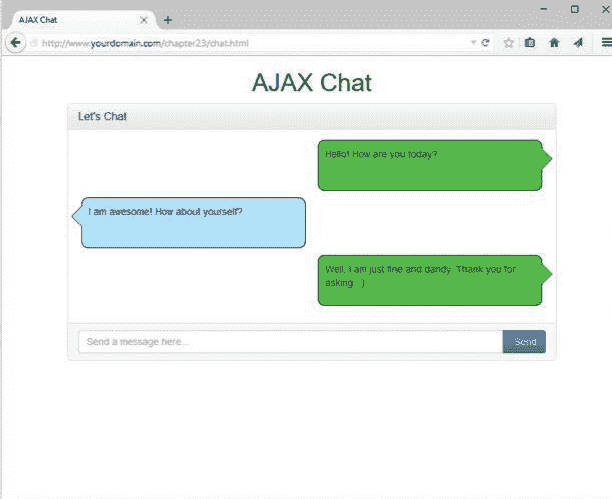 AJAX Chat
http://www.yourdomain.com/chapter23/chat.html
AJAX Chat
Let's Chat
Hello! How are you today?
I am awesome! How about yourself?
Well, I am just fine and dandy. Thank you for
asking. :)
Send a message here...
Send